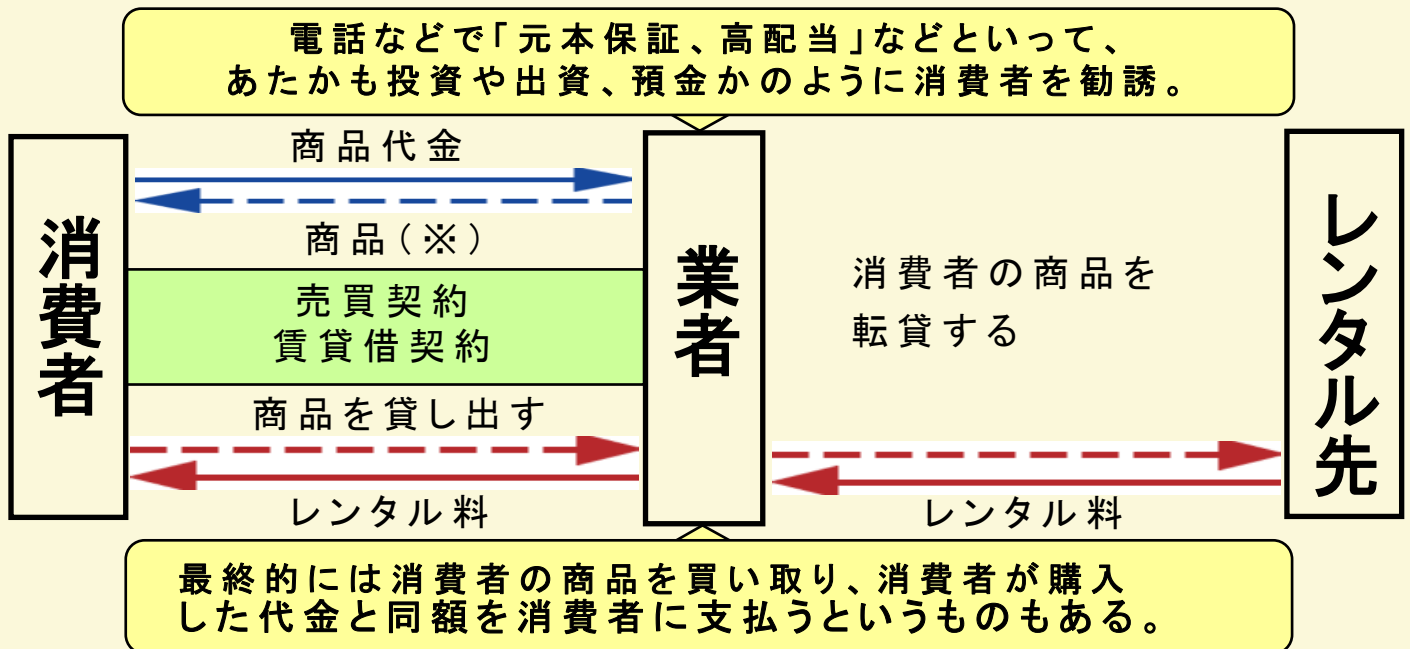 電話などで「元本保証、高配当」などといって、
あたかも投資や出資、預金かのように消費者を勧誘。
消費者
商品代金
商品(※)
売買契約
賃貸借契約
商品を貸し出す
レンタル料
業者
消費者の商品を
転貸する
レンタル料
レンタル先
最終的には消費者の商品を買い取り、消費者が購入
した代金と同額を消費者に支払うというものもある。